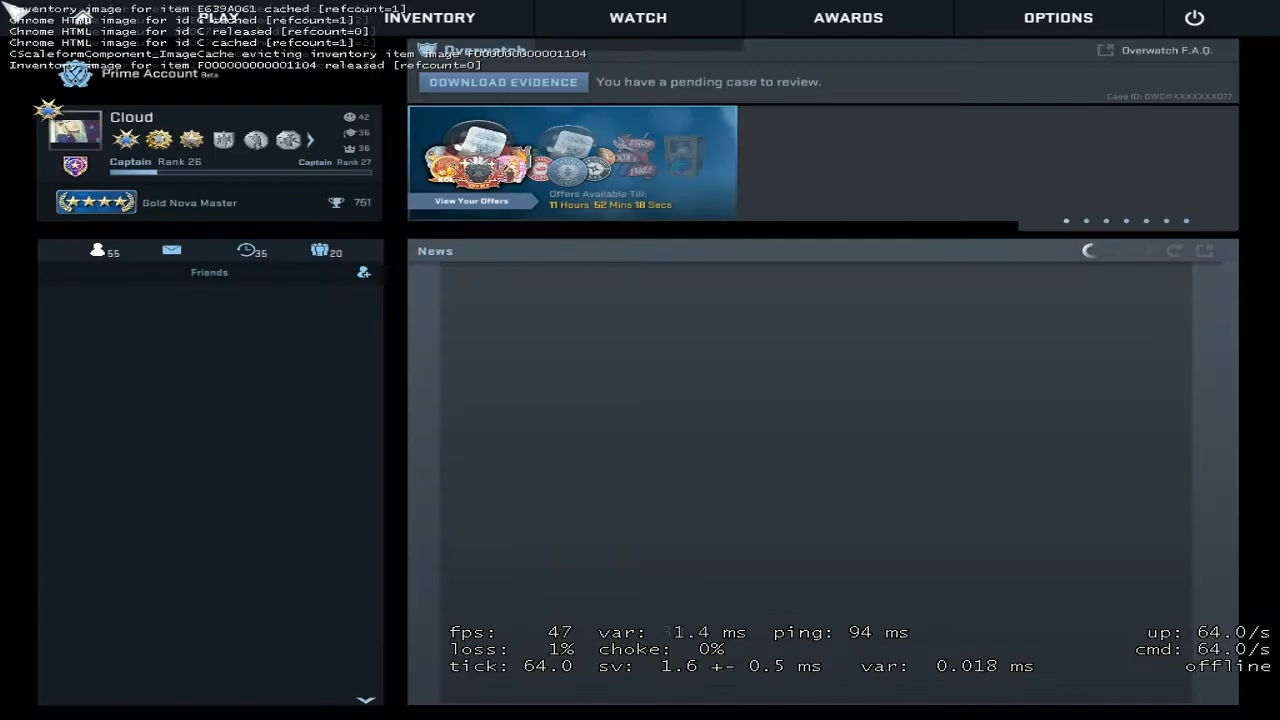 Inventory image for item E639A061 cached [refcount=1]
Chrome HTML image for id C cached [refcount=1]
Chrome HTML image for id C released [refcount=0]
Chrome HTML image for id C cached [refcount=1]
CScaleformComponent_ImageCache evicting inventory item image F000000000001104
Inventory image for item F000000000001104 released [refcount=0]
PLAY
INVENTORY
WATCH
AWARDS
OPTIONS
Overwatch
Overwatch F.A.Q.
Prime Account Beta
DOWNLOAD EVIDENCE
You have a pending case to review.
Cloud
42
36
36
Captain Rank 26
Captain Rank 27
Gold Nova Master
751
View Your Offers
Offers Available Till:
11 Hours 52 Mins 18 Secs
55
35
20
Friends
News
fps: 47 var: 1.4 ms ping: 94 ms
loss: 1% choke: 0%
tick: 64.0 sv: 1.6 +- 0.5 ms var: 0.018 ms
up: 64.0/s
cmd: 64.0/s
offline